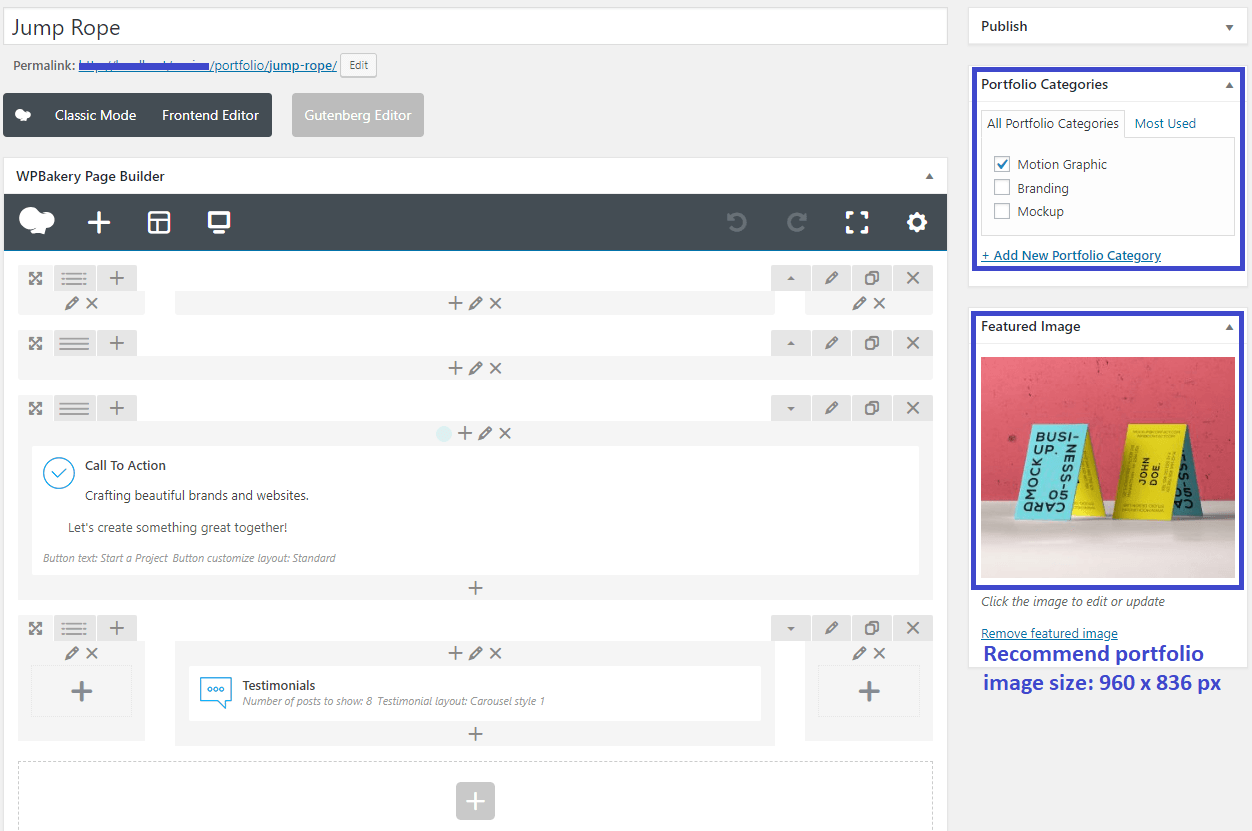 Jump Rope
Permalink: /portfolio/jump-rope/ Edit
Classic Mode Frontend Editor Gutenberg Editor
WPBakery Page Builder
Call To Action
Crafting beautiful brands and websites.
Let's create something great together!
Button text: Start a Project Button customize layout: Standard
Testimonials
Number of posts to show: 8 Testimonial layout: Carousel style 1
Publish
Portfolio Categories
All Portfolio Categories Most Used
Motion Graphic
Branding
Mockup
+ Add New Portfolio Category
Featured Image
BUSI-
NESS-50
CARD
MOCK
UP.
JOHN
DOE.
Click the image to edit or update
Remove featured image
Recommend portfolio
image size: 960 x 836 px